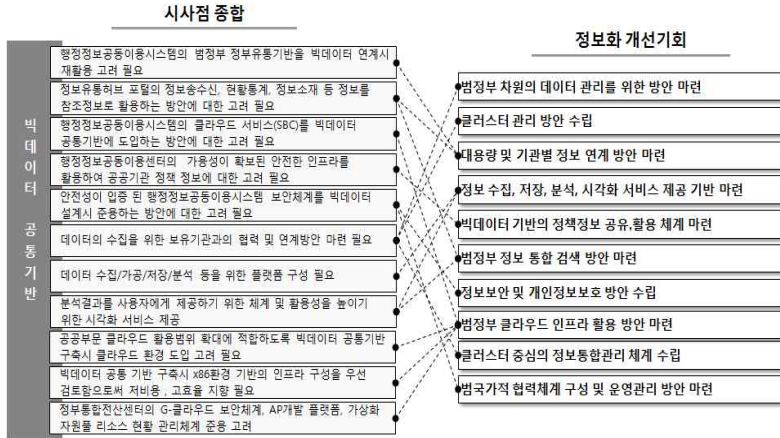 시사점 종합
빅데이터 공통기반
행정정보공동이용시스템의 범정부 정부유통기반을 빅데이터 연계시
재활용 고려 필요
정보유통허브 포털의 정보송수신, 현황통계, 정보소재 등 정보를
참조정보로 활용하는 방안에 대한 고려 필요
행정정보공동이용시스템의 클라우드 서비스(SBC)를 빅데이터
공통기반에 도입하는 방안에 대한 고려 필요
행정정보공동이용센터의 가용성이 확보된 안전한 인프라를
활용하여 공공기관 정책 정보에 대한 고려 필요
안전성이 입증 된 행정정보공동이용시스템 보안체계를 빅데이터
설계시 준용하는 방안에 대한 고려 필요
데이터의 수집을 위한 보유기관과의 협력 및 연계방안 마련 필요
데이터 수집/가공/저장/분석 등을 위한 플랫폼 구성 필요
분석결과를 사용자에게 제공하기 위한 체계 및 활용성을 높이기
위한 시각화 서비스 제공
공공부문 클라우드 활용범위 확대에 적합하도록 빅데이터 공통기반
구축시 클라우드 환경 도입 고려 필요
빅데이터 공통 기반 구축시 x86환경 기반의 인프라 구성을 우선
검토함으로써 저비용 , 고효율 지향 필요
정부통합전산센터의 G-클라우드 보안체계, AP개발 플랫폼, 가상화
자원풀 리소스 현황 관리체계 준용 고려
정보화 개선기회
범정부 차원의 데이터 관리를 위한 방안 마련
클러스터 관리 방안 수립
대용량 및 기관별 정보 연계 방안 마련
정보 수집, 저장, 분석, 시각화 서비스 제공 기반 마련
빅데이터 기반의 정책정보 공유,활용 체계 마련
범정부 정보 통합 검색 방안 마련
정보보안 및 개인정보보호 방안 수립
범정부 클라우드 인프라 활용 방안 마련
클러스터 중심의 정보통합관리 체계 수립
범국가적 협력체계 구성 및 운영관리 방안 마련